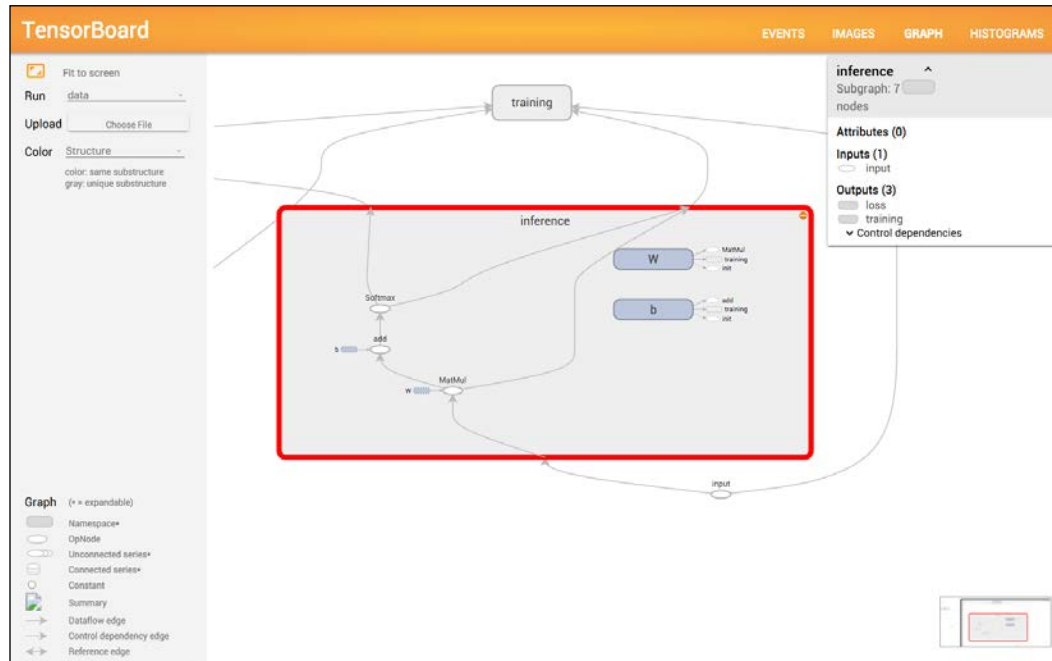 TensorBoard
EVENTS IMAGES GRAPH HISTOGRAMS
Fit to screen
Run data
Upload Choose File
Color Structure
color: same substructure
gray: unique substructure
training
inference
W
MatMul
training
init
b
add
training
init
Softmax
add
b
MatMul
W
input
inference
Subgraph: 7
nodes
Attributes (0)
Inputs (1)
input
Outputs (3)
loss
training
Control dependencies
Graph (* = expandable)
Namespace*
OpNode
Unconnected series*
Connected series*
Constant
Summary
Dataflow edge
Control dependency edge
Reference edge